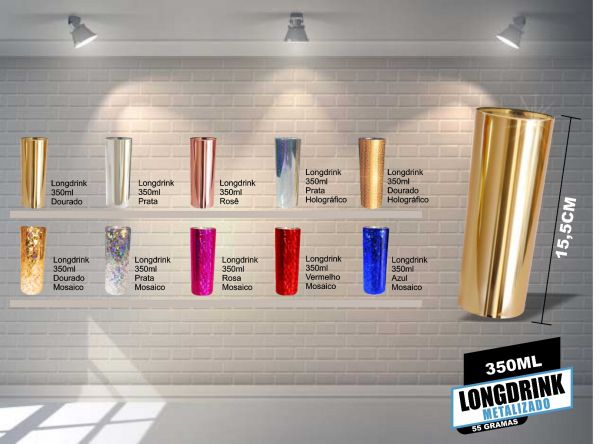 Longdrink
350ml
Dourado
Longdrink
350ml
Prata
Longdrink
350ml
Rosê
Longdrink
350ml
Prata
Holográfico
Longdrink
350ml
Dourado
Holográfico
Longdrink
350ml
Dourado
Mosaico
Longdrink
350ml
Prata
Mosaico
Longdrink
350ml
Rosa
Mosaico
Longdrink
350ml
Vermelho
Mosaico
Longdrink
350ml
Azul
Mosaico
15,5CM
350ML
LONGDRINK
METALIZADO
55 GRAMAS